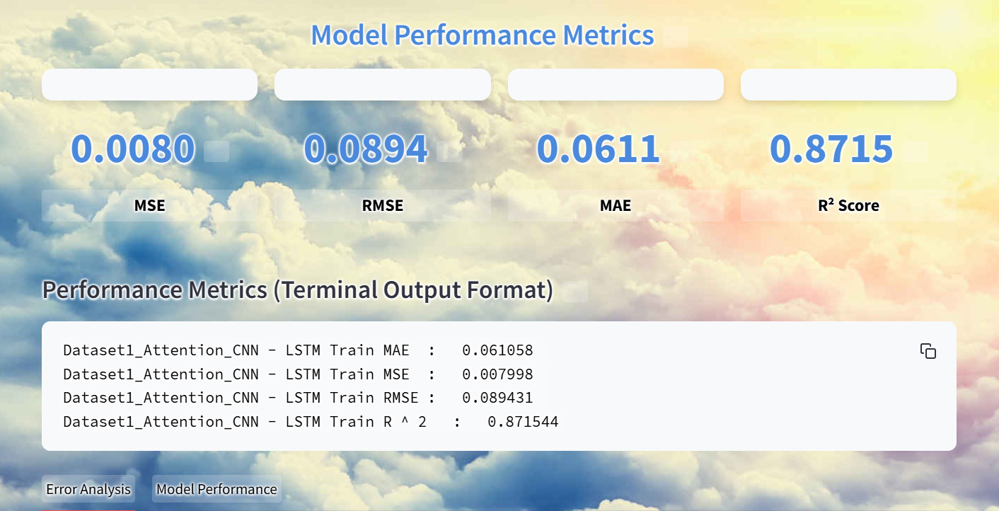 Model Performance Metrics
0.0080 0.0894 0.0611 0.8715
MSE RMSE MAE R² Score
Performance Metrics (Terminal Output Format)
Dataset1_Attention_CNN - LSTM Train MAE  :   0.061058
Dataset1_Attention_CNN - LSTM Train MSE  :   0.007998
Dataset1_Attention_CNN - LSTM Train RMSE :   0.089431
Dataset1_Attention_CNN - LSTM Train R ^ 2   :   0.871544
Error Analysis Model Performance